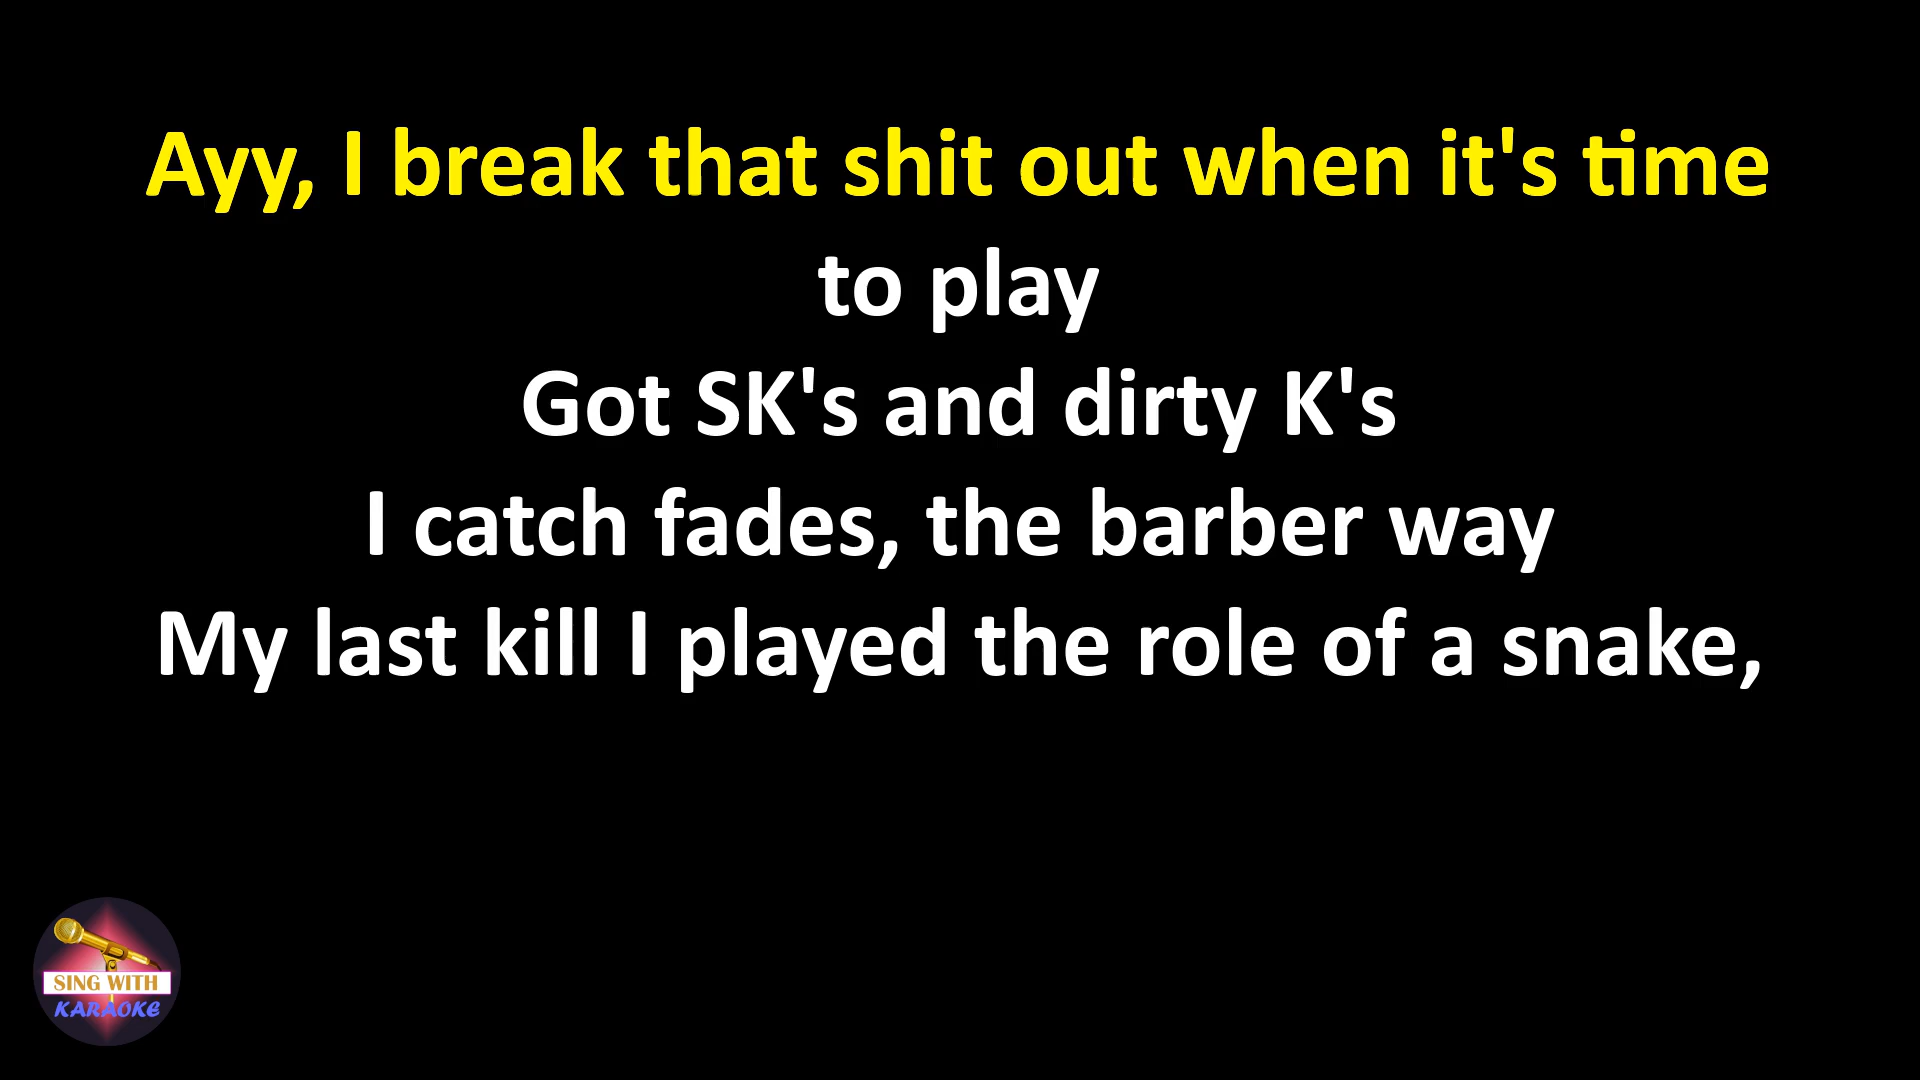 Ayy, I break that shit out when it's time
to play
Got SK's and dirty K's
I catch fades, the barber way
My last kill I played the role of a snake,
SING WITH
KARAOKE